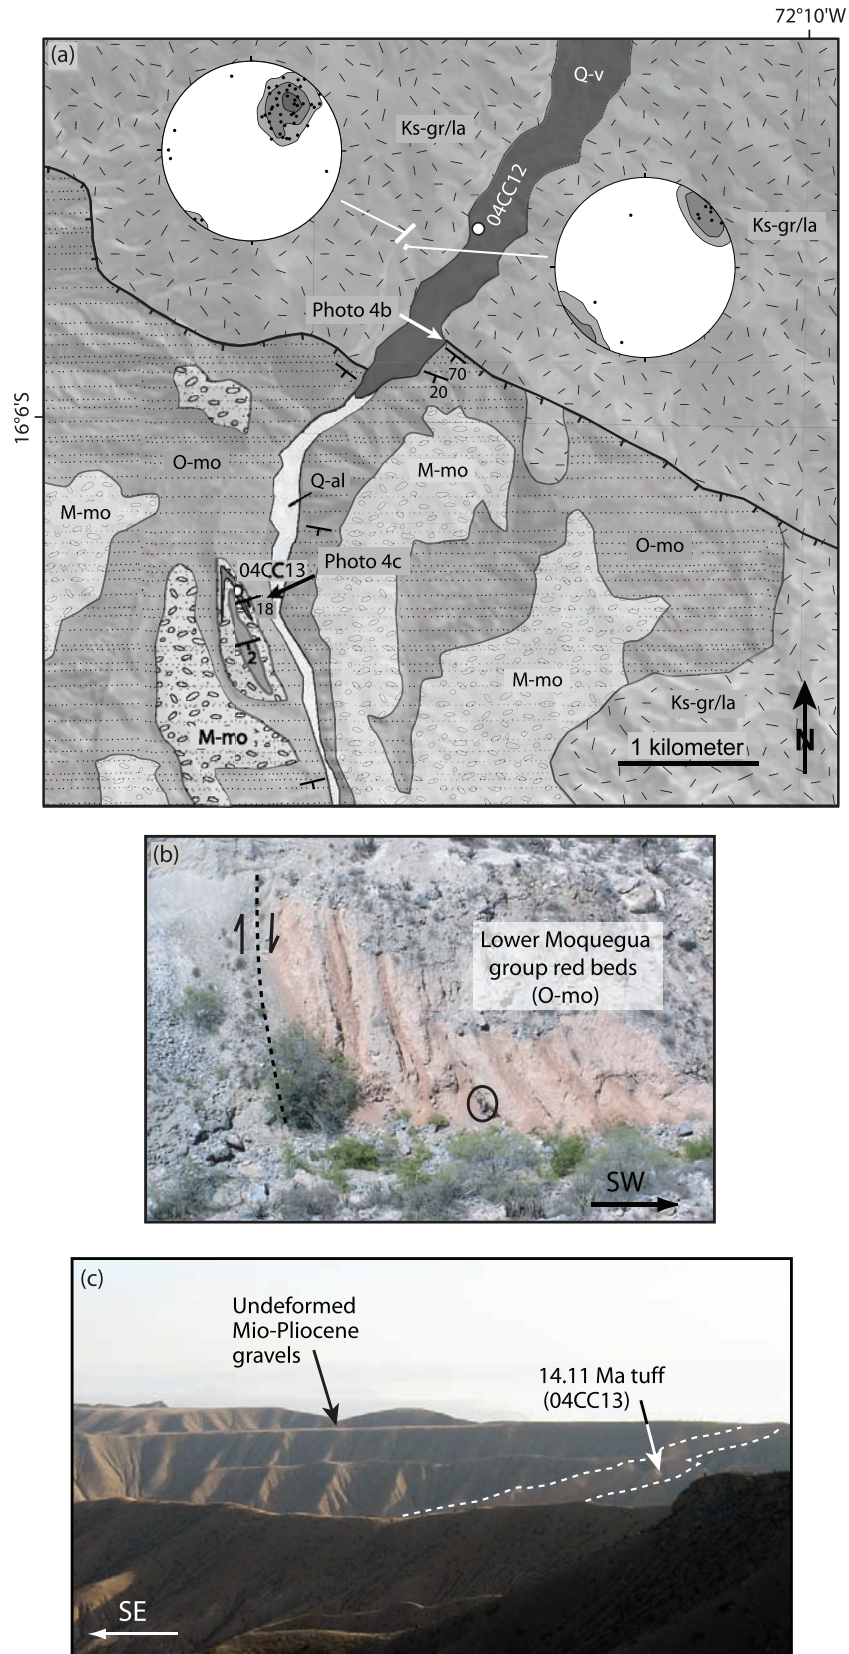 72°10'W
(a)
Q-v
Ks-gr/la
04CC12
Ks-gr/la
Photo 4b
70
20
16°6'S
O-mo
M-mo
Q-al
M-mo
O-mo
Photo 4c
04CC13
18
2
M-mo
Ks-gr/la
M-mo
1 kilometer
N
(b)
Lower Moquegua
group red beds
(O-mo)
SW
(c)
Undeformed
Mio-Pliocene
gravels
14.11 Ma tuff
(04CC13)
SE